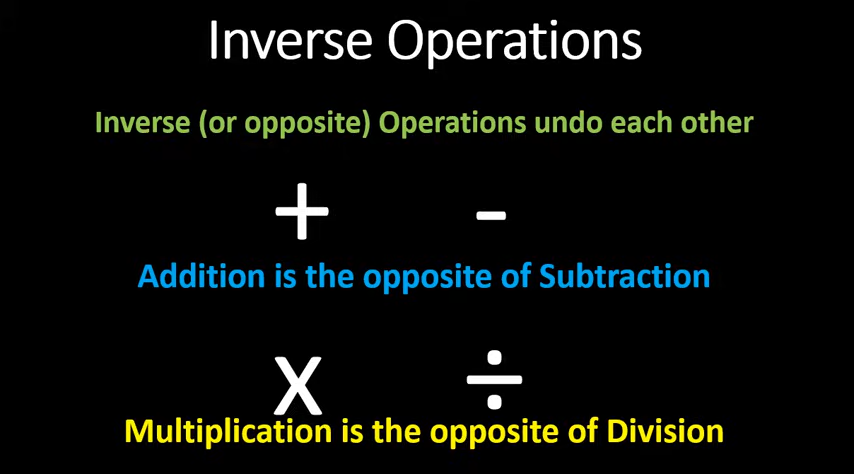 Inverse Operations
Inverse (or opposite) Operations undo each other
+ -
Addition is the opposite of Subtraction
x ÷
Multiplication is the opposite of Division